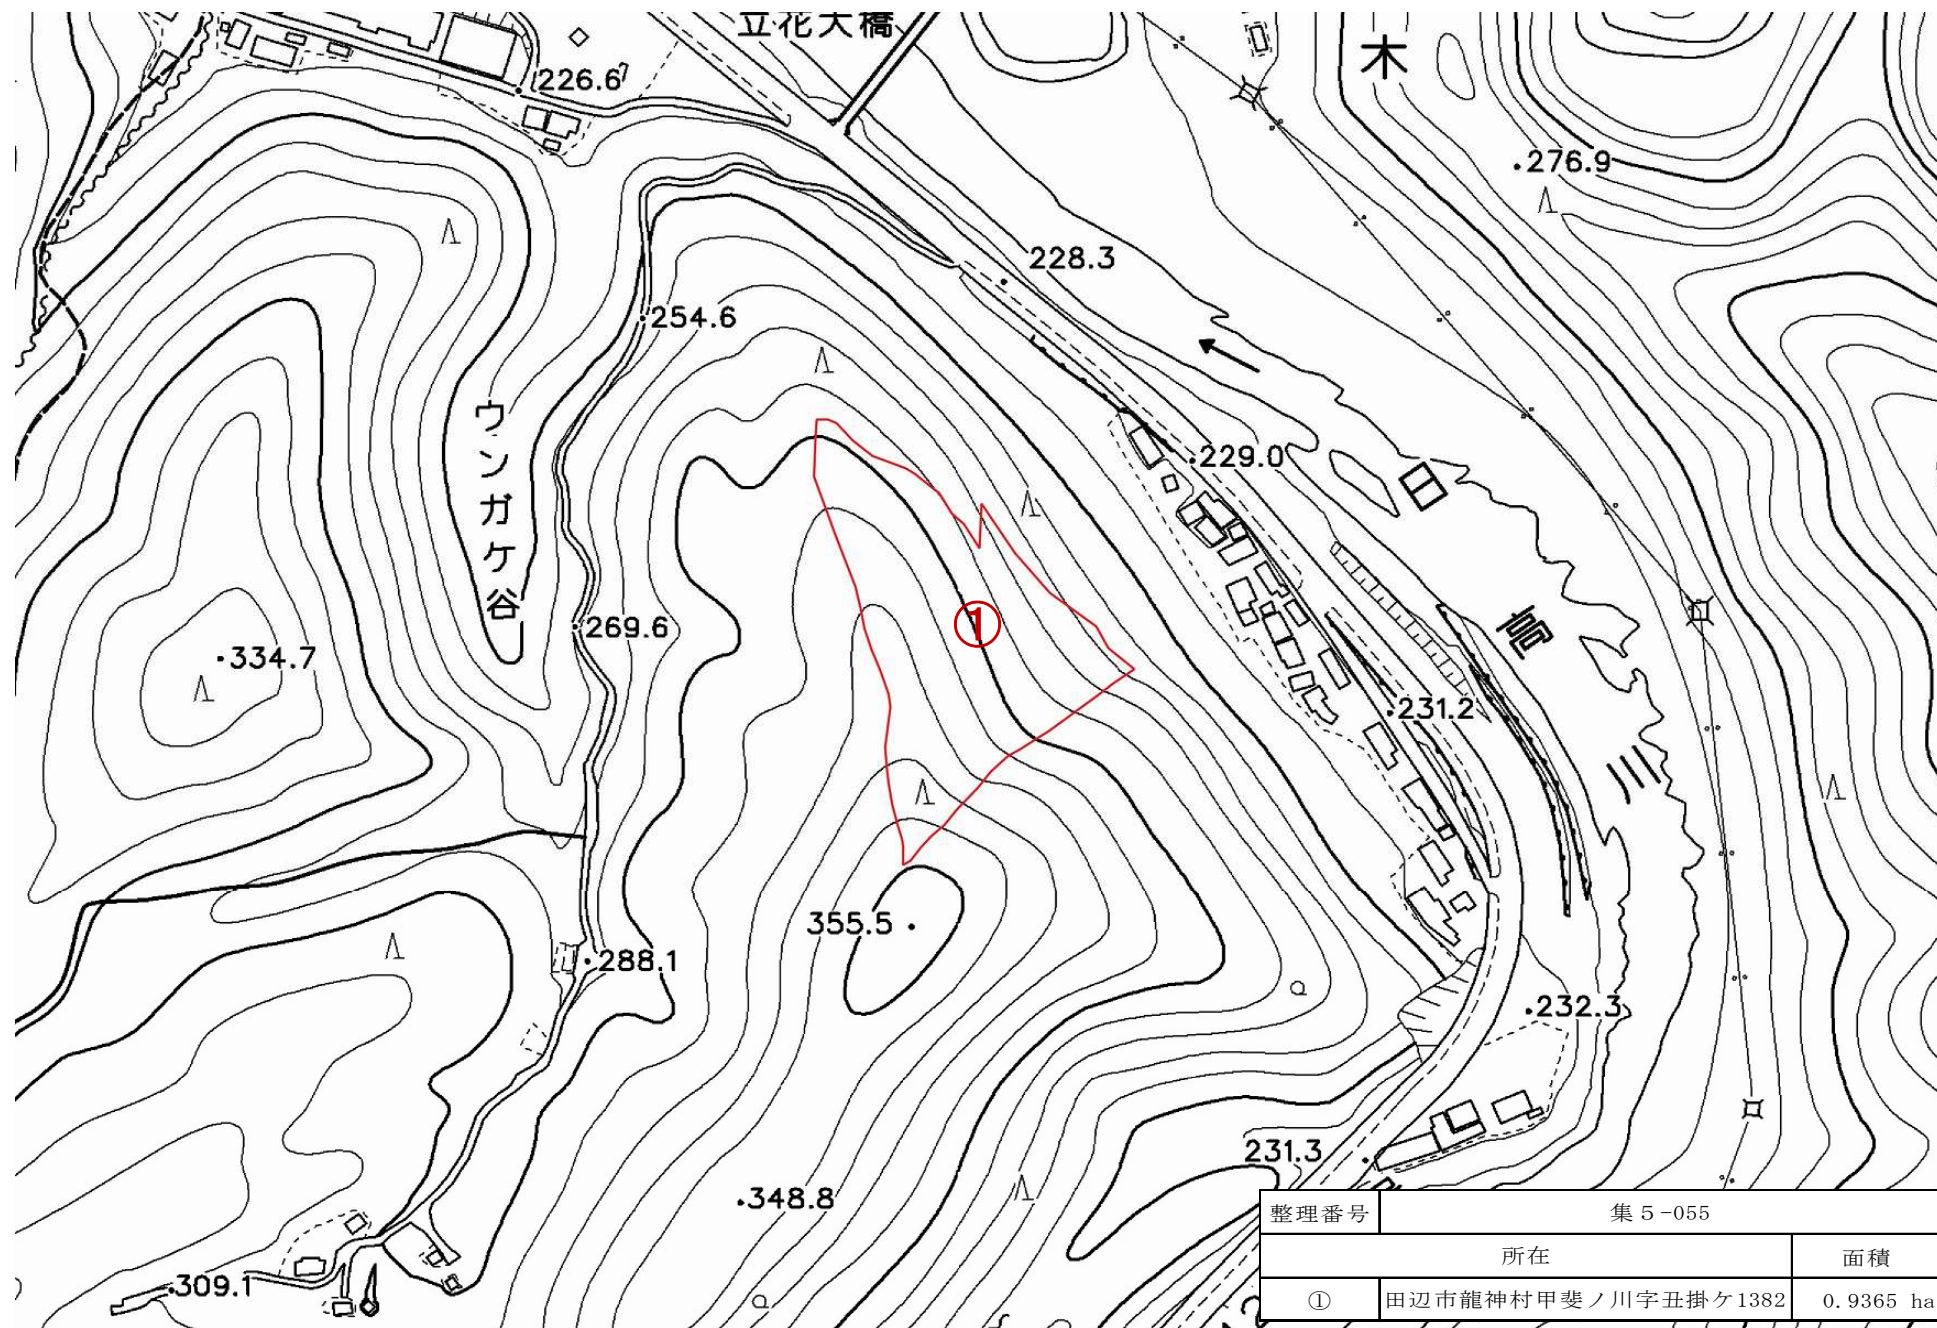 立花大橋
木
226.6
276.9
228.3
254.6
ウンガケ谷
229.0
日高川
①
269.6
334.7
231.2
355.5
288.1
232.3
231.3
348.8
309.1
整理番号 集5-055
所在 面積
① 田辺市龍神村甲斐ノ川字丑掛ケ1382 0.9365 ha